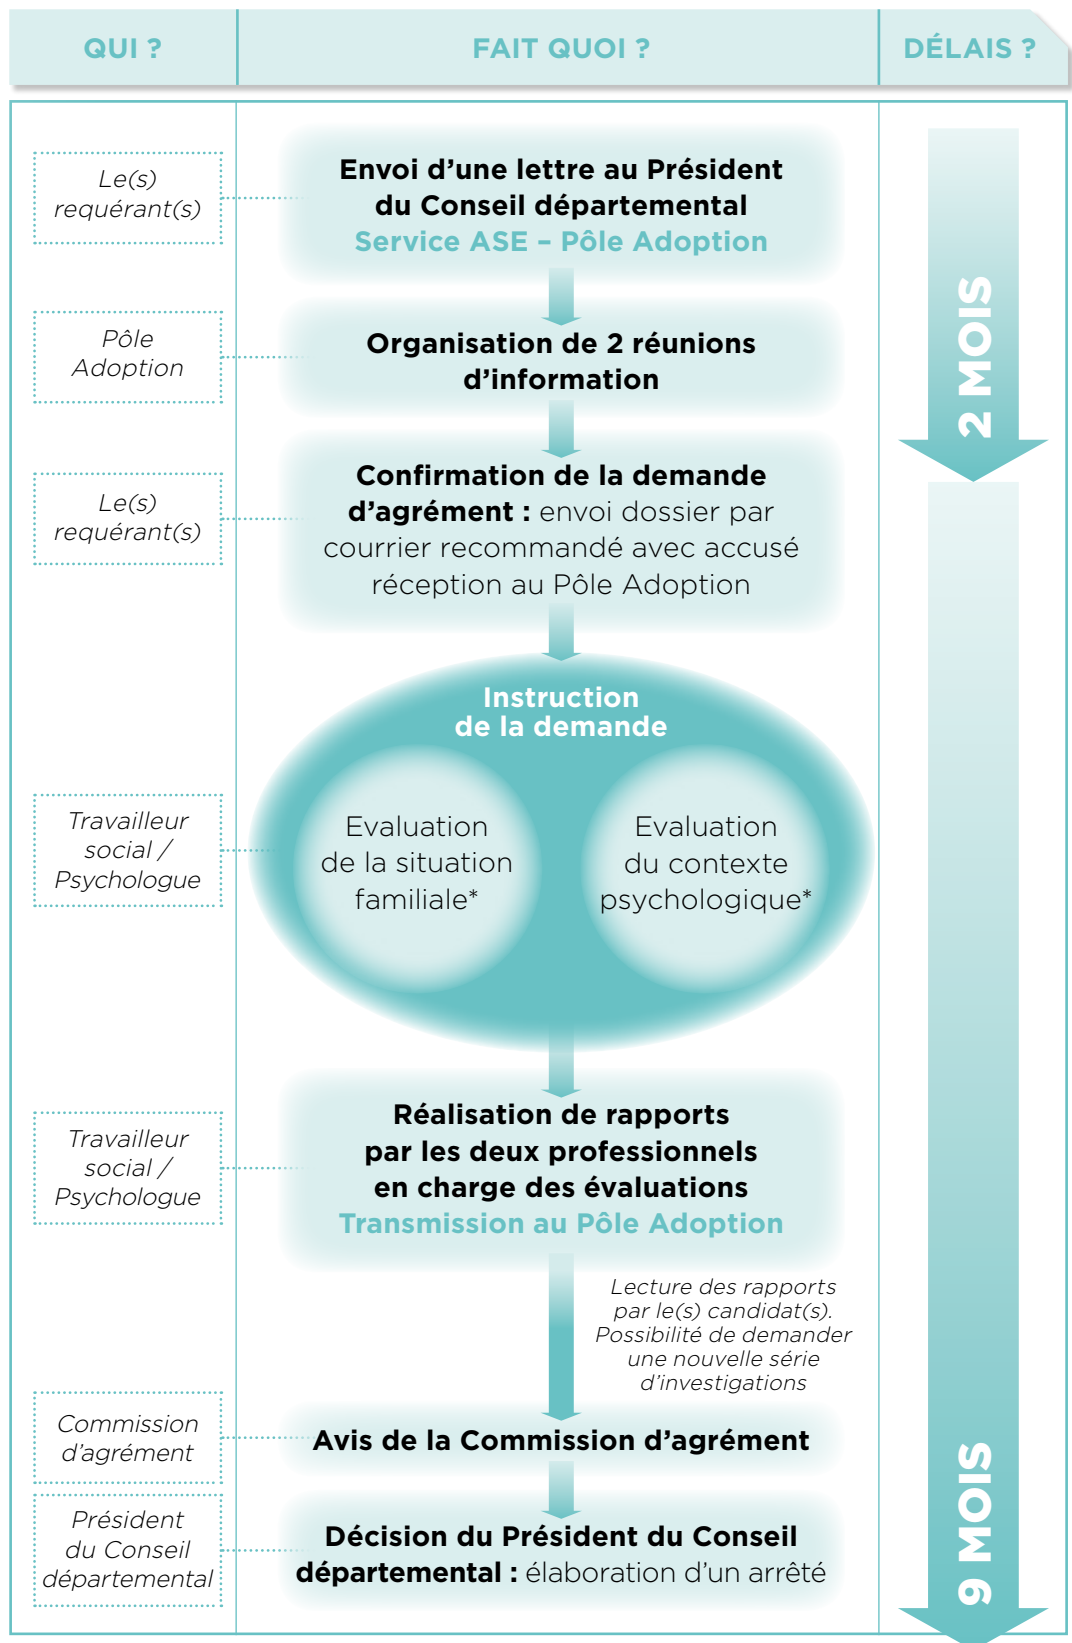 QUI ?
FAIT QUOI ?
DÉLAIS ?
Le(s)
requérant(s)
Envoi d’une lettre au Président
du Conseil départemental
Service ASE – Pôle Adoption
Pôle
Adoption
Organisation de 2 réunions
d’information
2 MOIS
Le(s)
requérant(s)
Confirmation de la demande
d’agrément : envoi dossier par
courrier recommandé avec accusé
réception au Pôle Adoption
Instruction
de la demande
Travailleur
social /
Psychologue
Evaluation
de la situation
familiale*
Evaluation
du contexte
psychologique*
Travailleur
social /
Psychologue
Réalisation de rapports
par les deux professionnels
en charge des évaluations
Transmission au Pôle Adoption
Lecture des rapports
par le(s) candidat(s).
Possibilité de demander
une nouvelle série
d’investigations
Commission
d’agrément
Avis de la Commission d’agrément
Président
du Conseil
départemental
Décision du Président du Conseil
départemental : élaboration d’un arrêté
9 MOIS